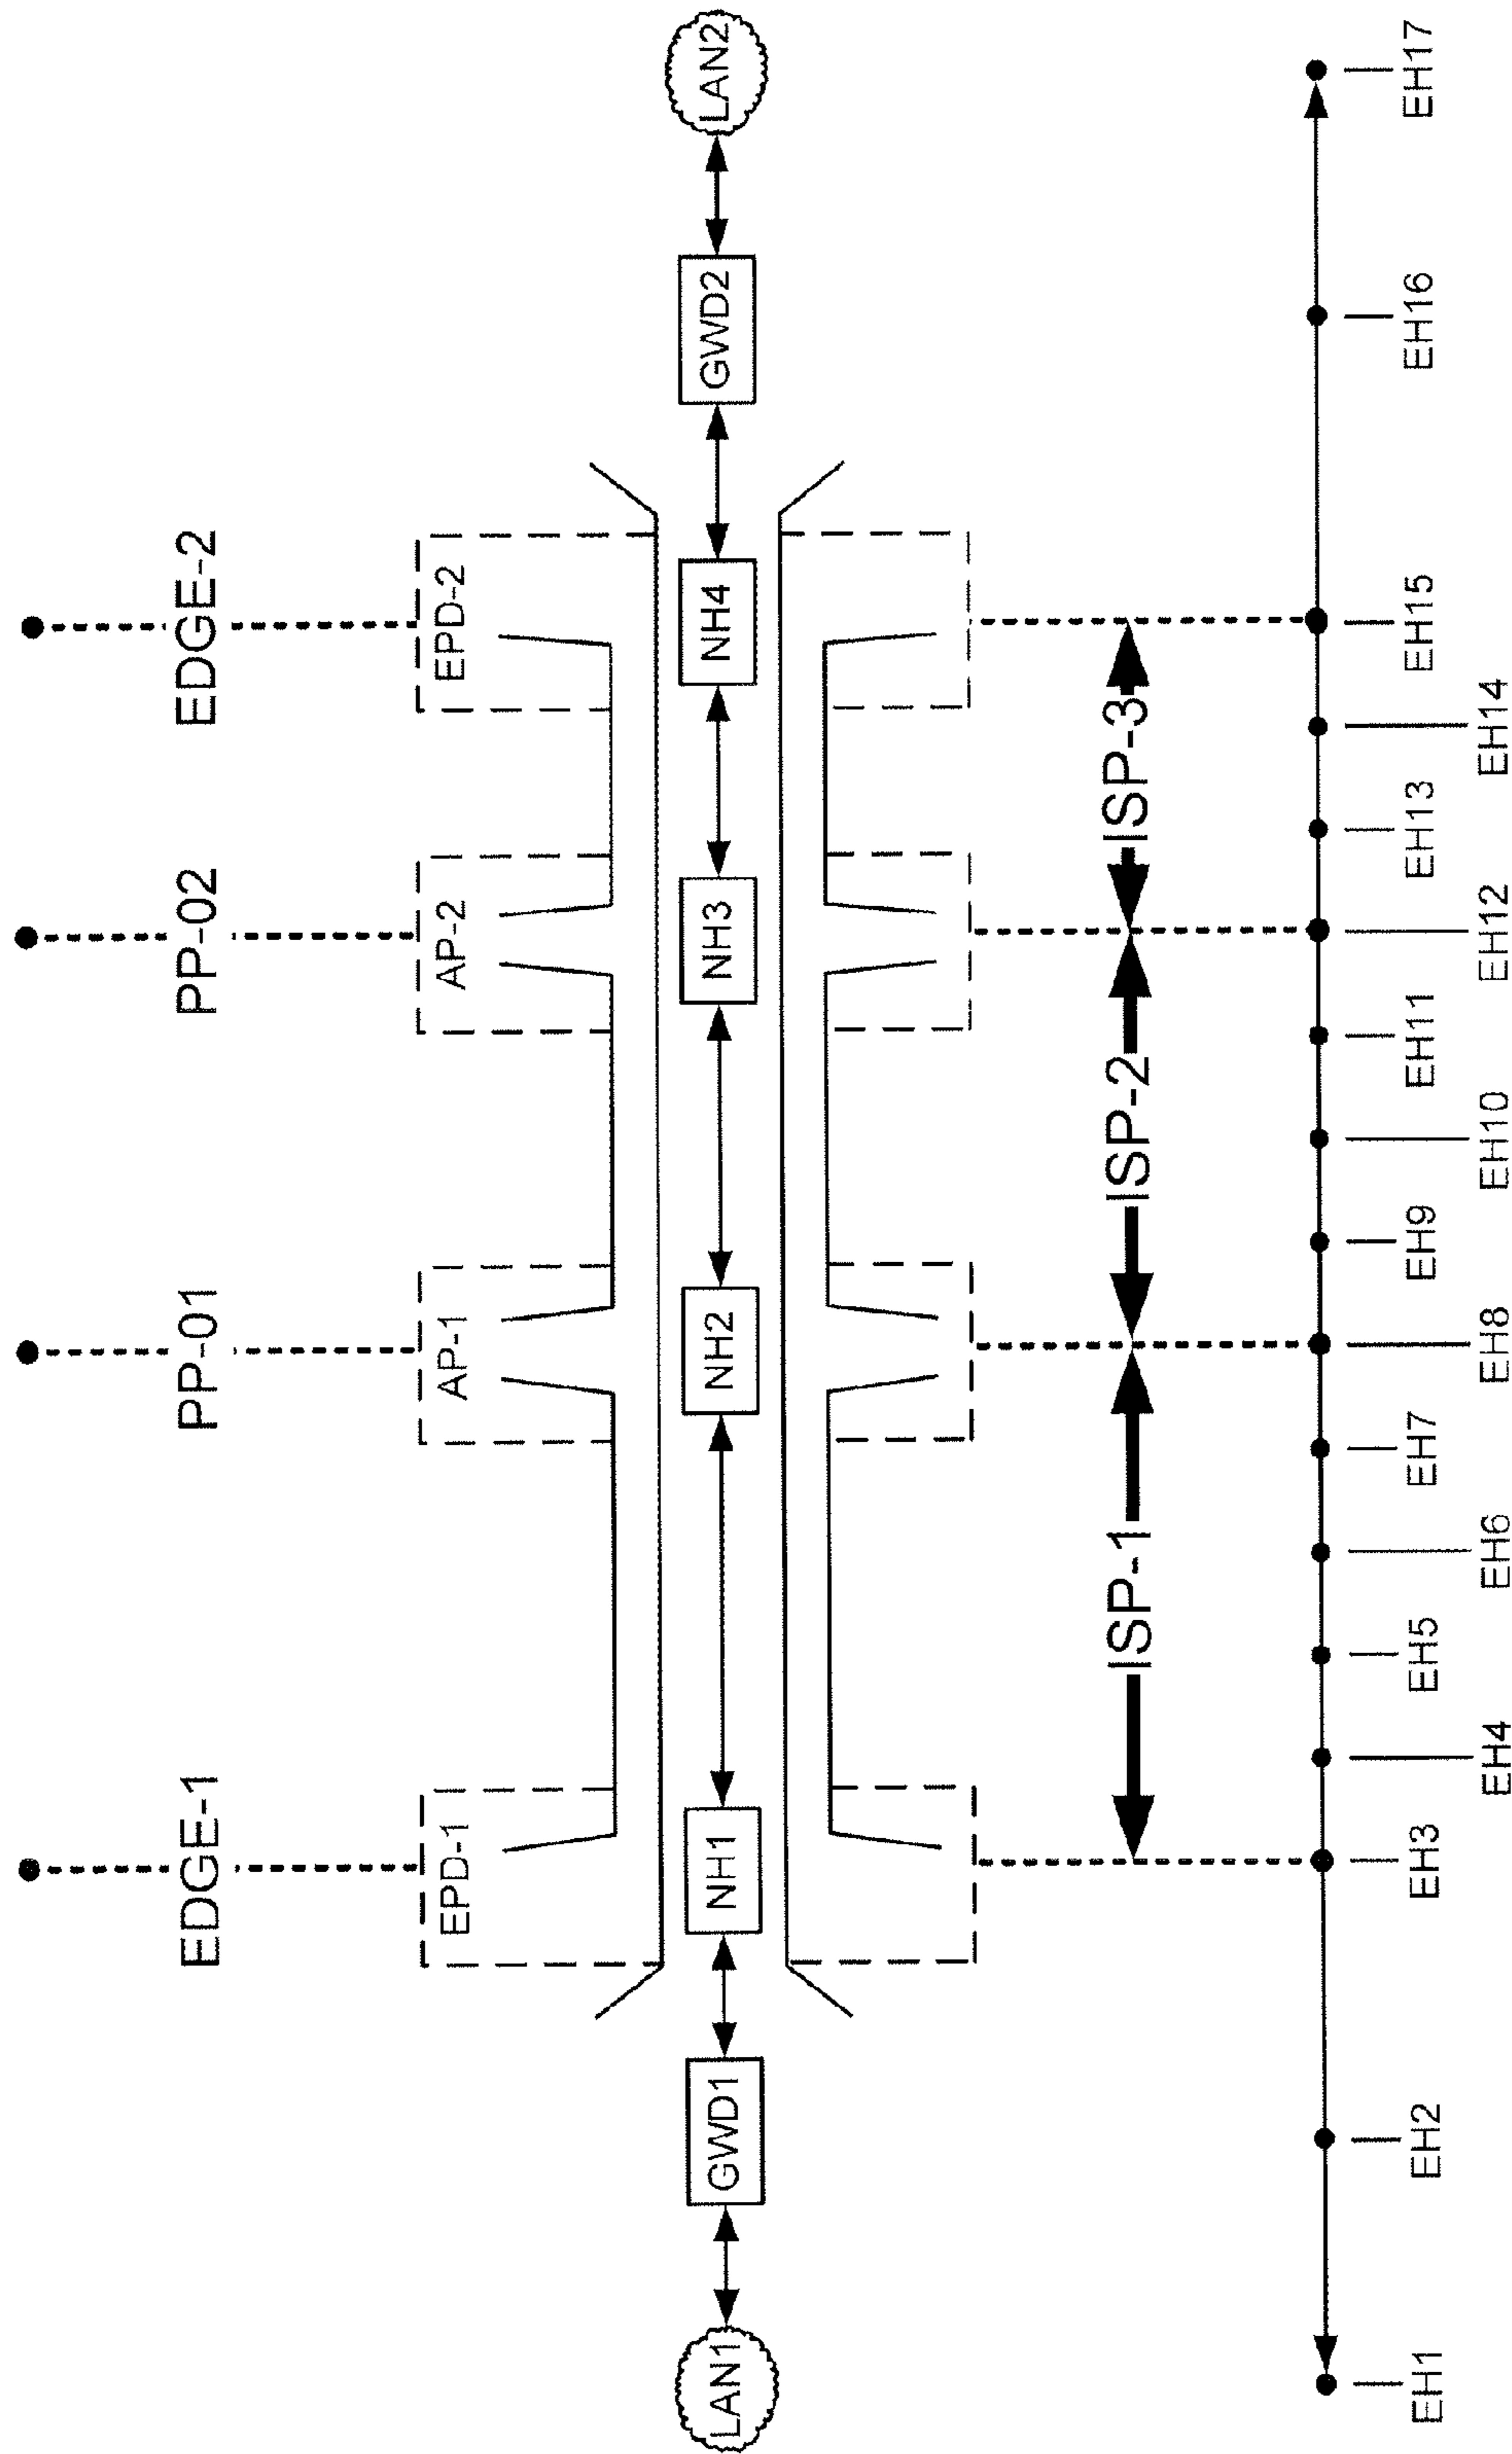 EDGE-1
PP-01
PP-02
EDGE-2
EPD-1
AP-1
AP-2
EPD-2
LAN1
GWD1
NH1
NH2
NH3
NH4
GWD2
LAN2
ISP-1
ISP-2
ISP-3
EH1
EH2
EH3
EH4
EH5
EH6
EH7
EH8
EH9
EH10
EH11
EH12
EH13
EH14
EH15
EH16
EH17